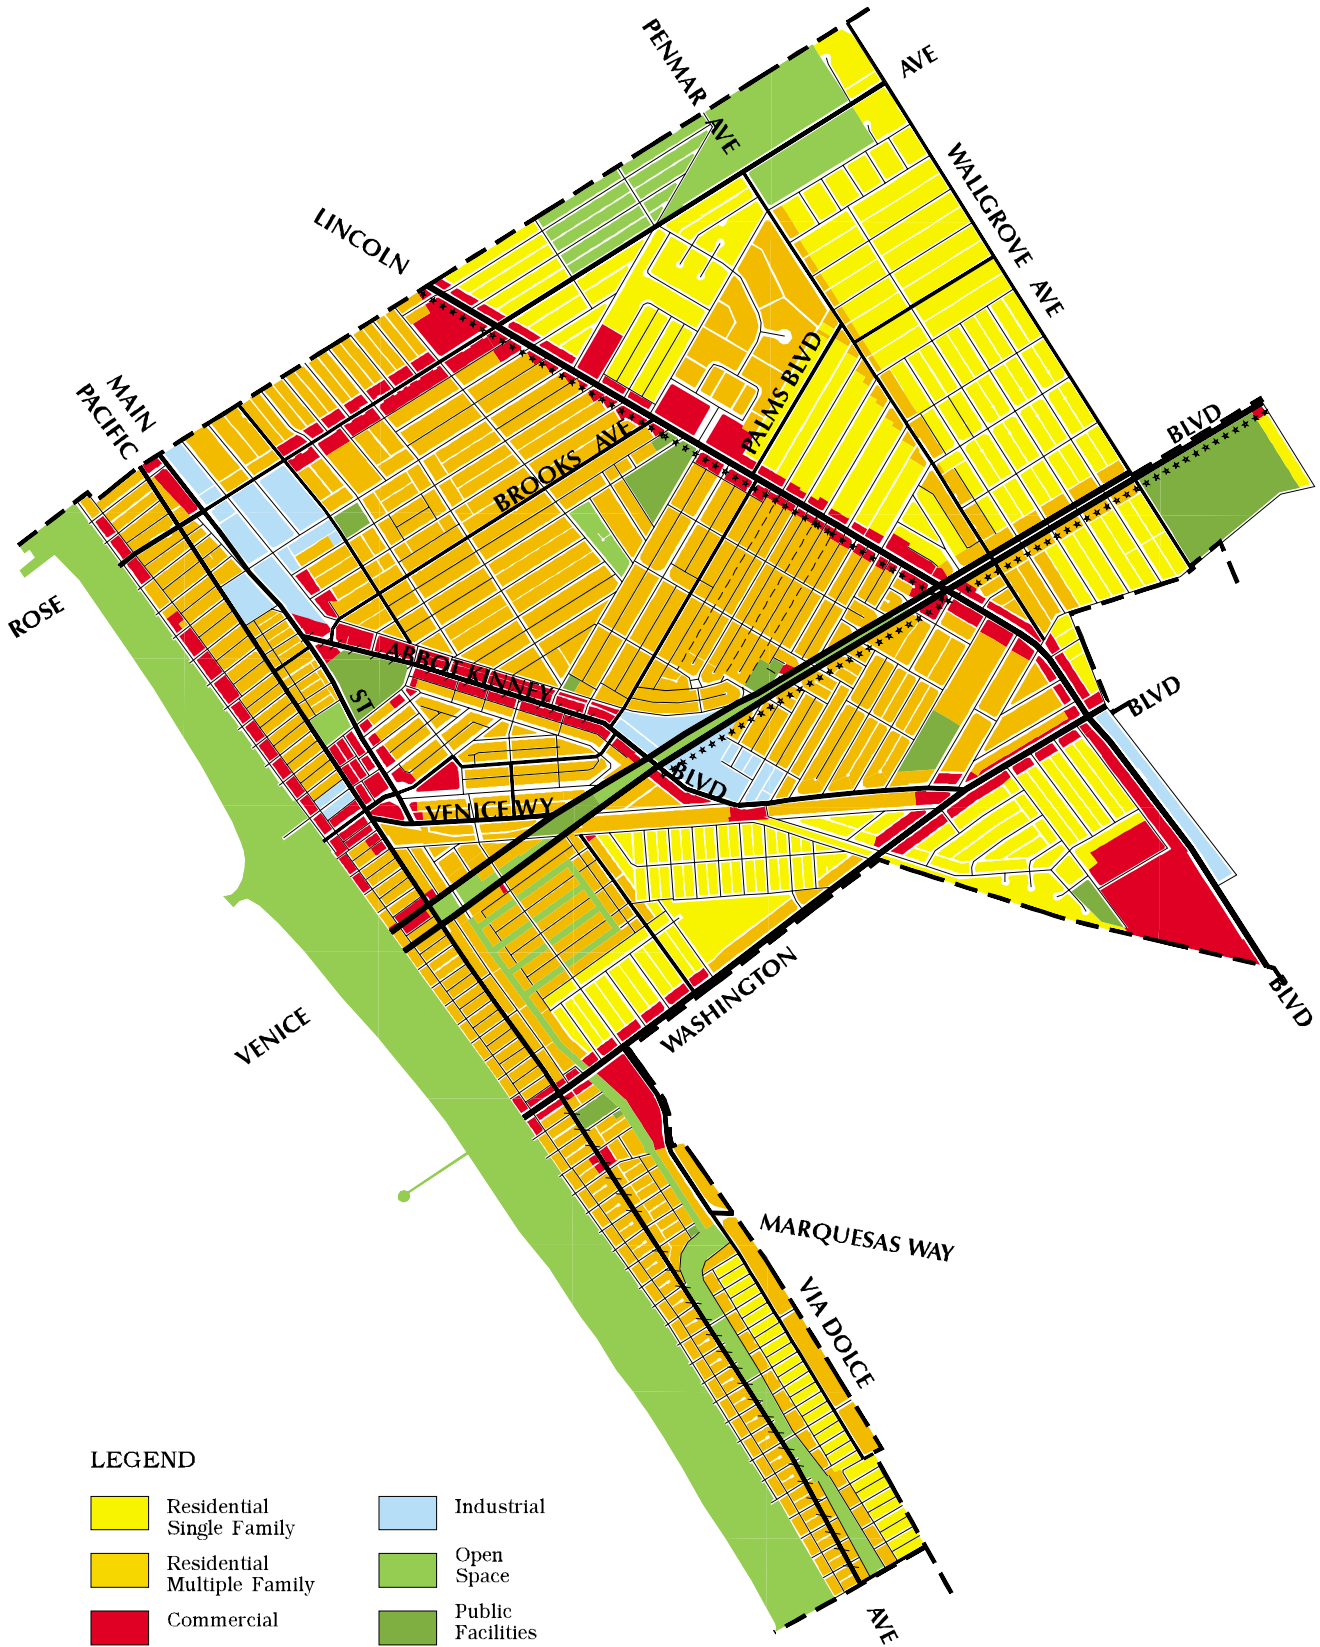 PENMAR
AVE
AVE
WALLGROVE AVE
LINCOLN
MAIN
PACIFIC
PALMS BLVD
BLVD
BROOKS AVE
ROSE
ABBOT KINNEY
ST
BLVD
BLVD
VENICE WY
WASHINGTON
BLVD
VENICE
MARQUESAS WAY
VIA DOLCE
AVE
LEGEND
Residential
Single Family
Residential
Multiple Family
Commercial
Industrial
Open
Space
Public
Facilities